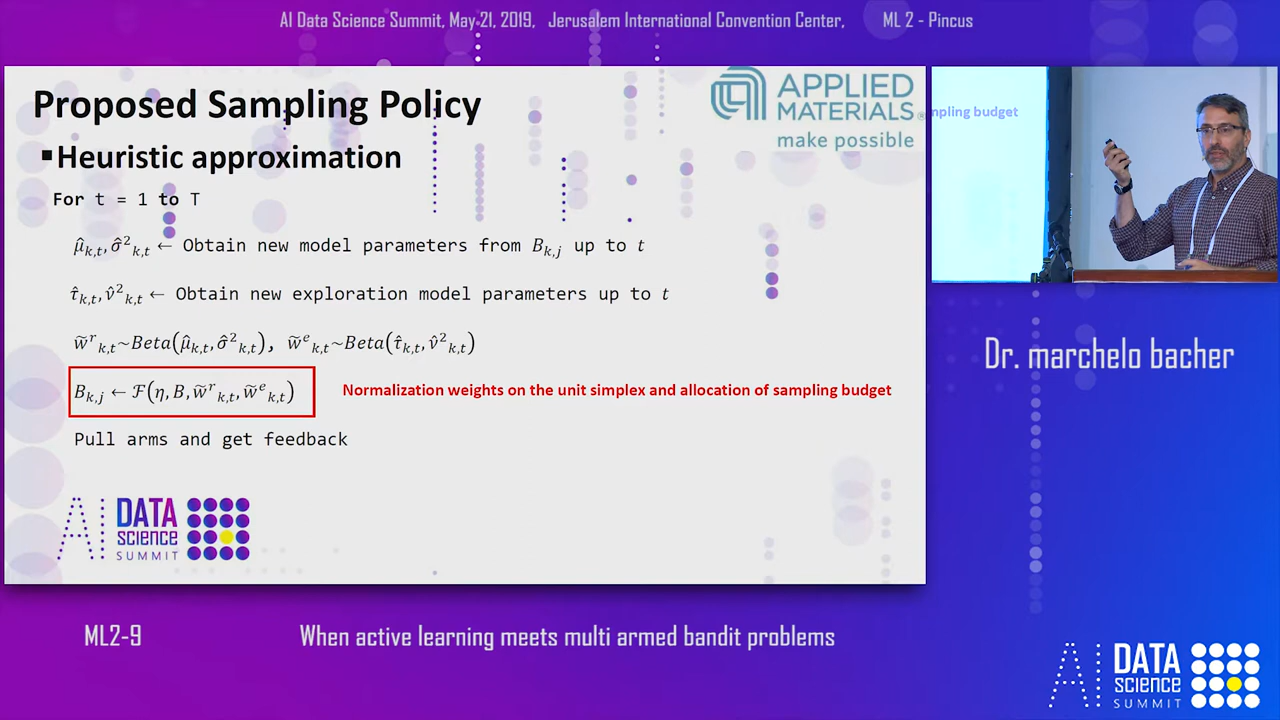 AI Data Science Summit, May 21, 2019, Jerusalem International Convention Center, ML 2 - Pincus
Proposed Sampling Policy
APPLIED
MATERIALS®
make possible
▪Heuristic approximation
For t = 1 to T
μ̂ₖ,ₜ, σ̂²ₖ,ₜ ← Obtain new model parameters from Bₖ,ⱼ up to t
τ̂ₖ,ₜ, ν̂²ₖ,ₜ ← Obtain new exploration model parameters up to t
w̃ʳₖ,ₜ~Beta(μ̂ₖ,ₜ, σ̂²ₖ,ₜ), w̃ᵉₖ,ₜ~Beta(τ̂ₖ,ₜ, ν̂²ₖ,ₜ)
Bₖ,ⱼ ← ℱ(η, B, w̃ʳₖ,ₜ, w̃ᵉₖ,ₜ) Normalization weights on the unit simplex and allocation of sampling budget
Pull arms and get feedback
AI DATA
science
SUMMIT
mpling budget
Dr. marchelo bacher
ML2-9 When active learning meets multi armed bandit problems
AI DATA
science
SUMMIT